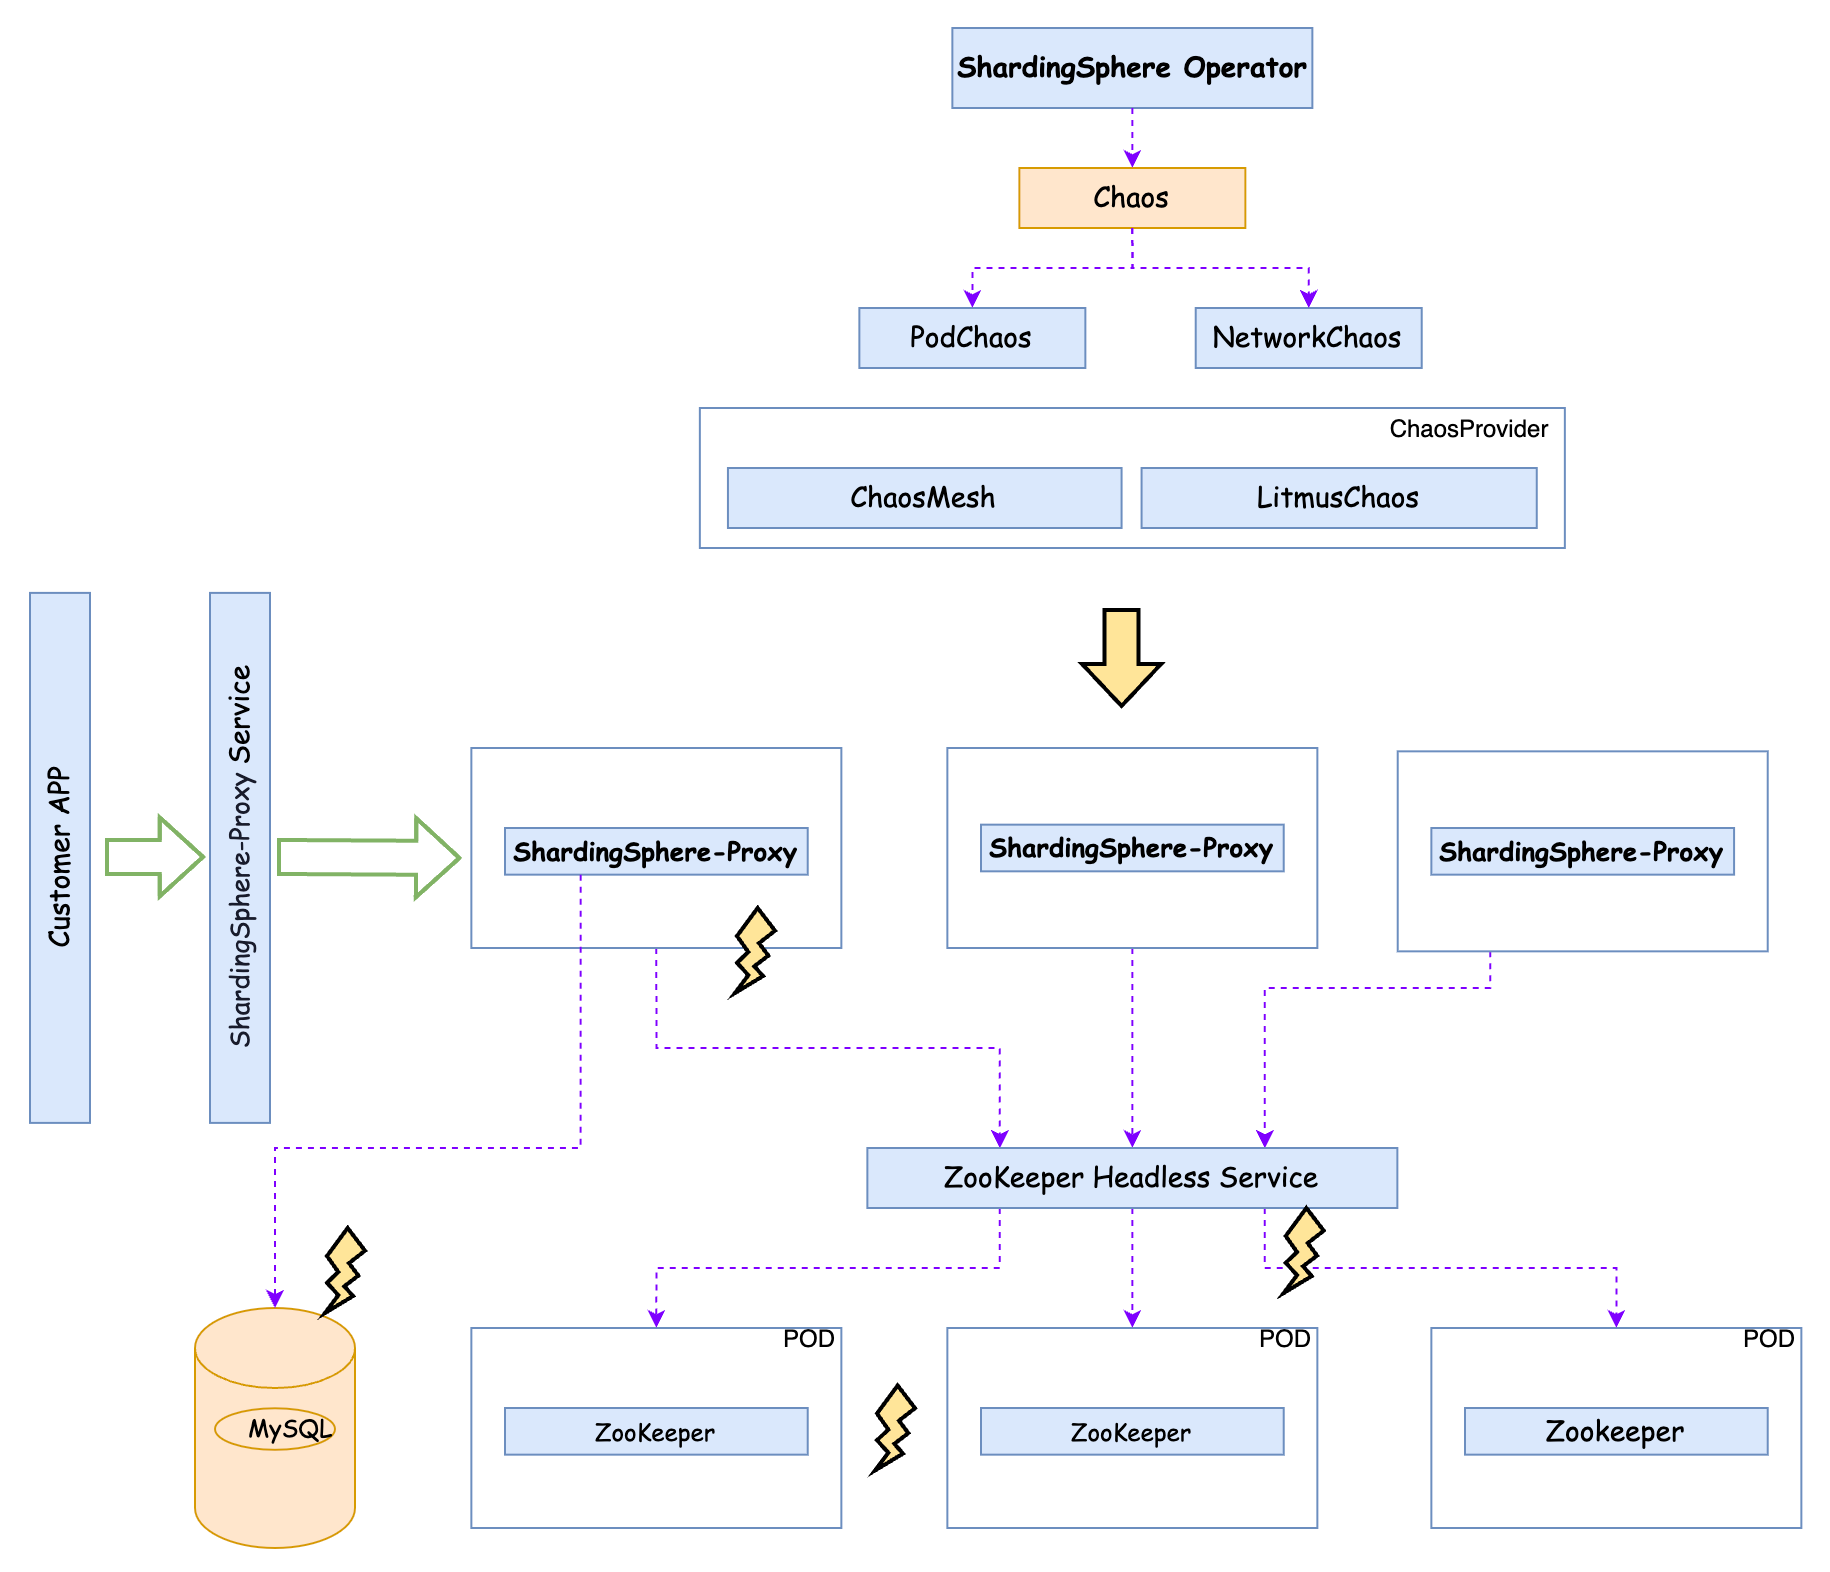 ShardingSphere Operator
Chaos
PodChaos
NetworkChaos
ChaosProvider
ChaosMesh
LitmusChaos
Customer APP
ShardingSphere-Proxy Service
ShardingSphere-Proxy
ShardingSphere-Proxy
ShardingSphere-Proxy
ZooKeeper Headless Service
MySQL
POD
ZooKeeper
POD
ZooKeeper
POD
Zookeeper